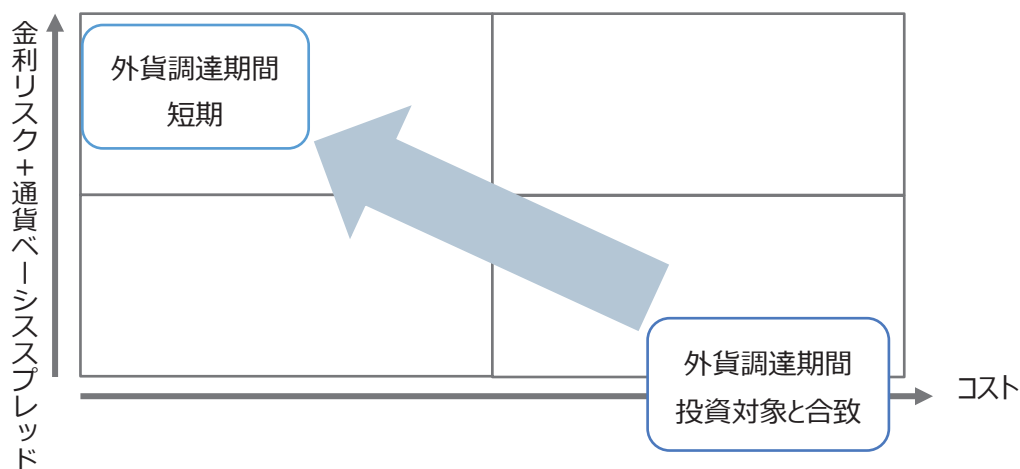 金利リスク＋通貨ベーシススプレッド
外貨調達期間
短期
外貨調達期間
投資対象と合致
コスト